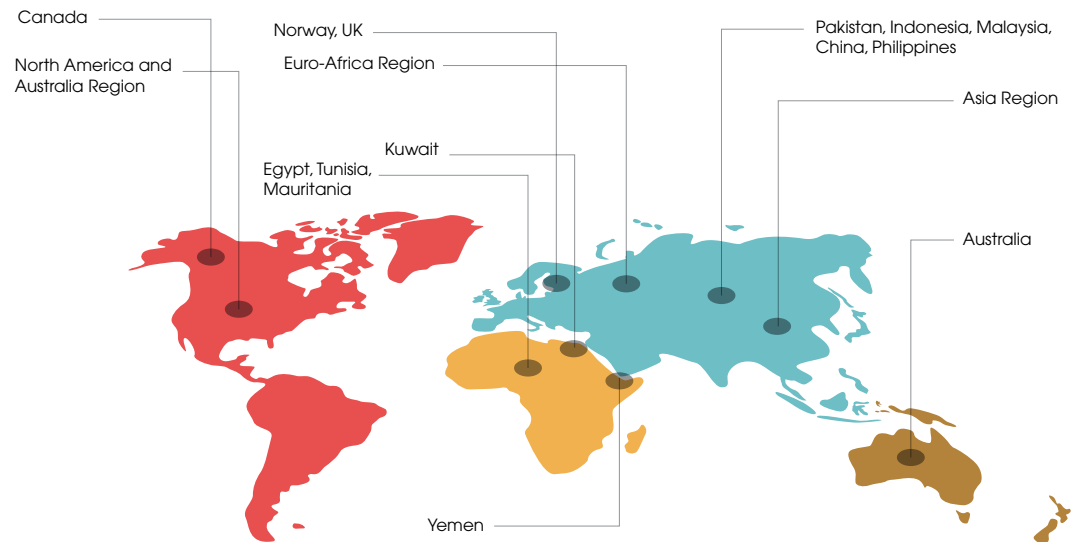 Canada
North America and
Australia Region
Norway, UK
Euro-Africa Region
Kuwait
Egypt, Tunisia,
Mauritania
Pakistan, Indonesia, Malaysia,
China, Philippines
Asia Region
Australia
Yemen